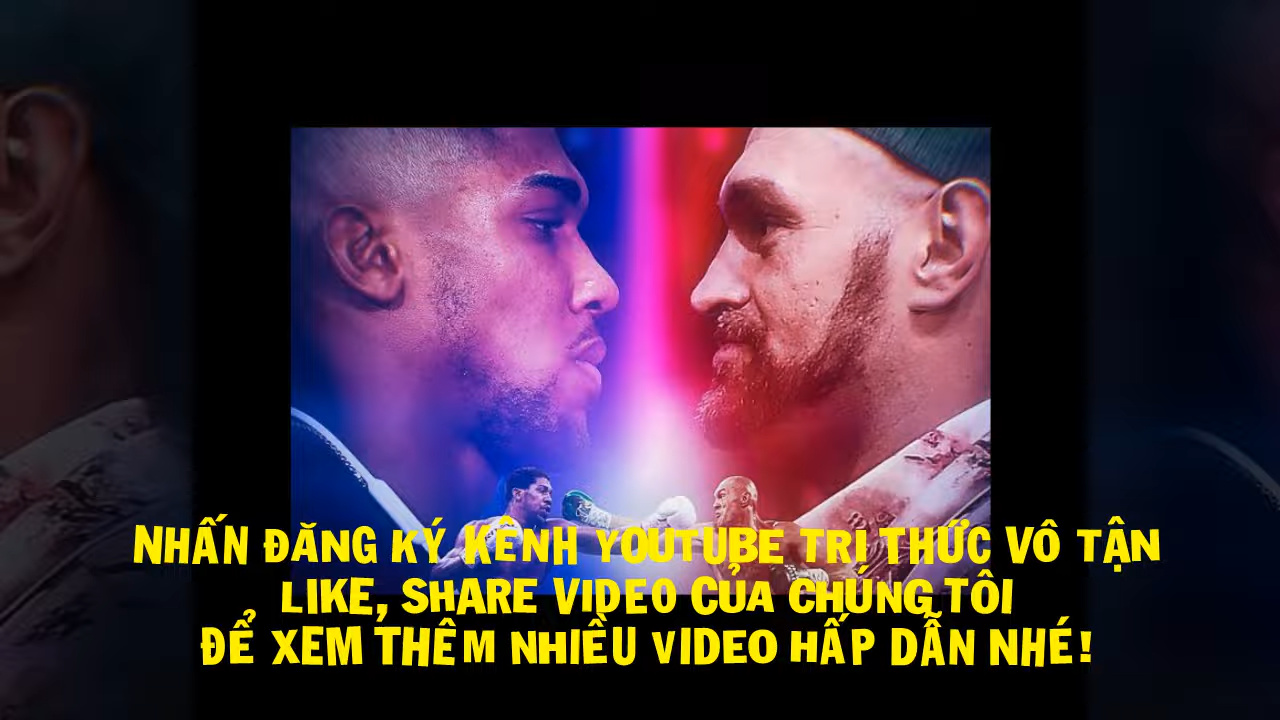 NHẤN ĐĂNG KÝ KÊNH YOUTUBE TRI THỨC VÔ TẬN
LIKE, SHARE VIDEO CỦA CHÚNG TÔI
ĐỂ XEM THÊM NHIỀU VIDEO HẤP DẪN NHÉ!